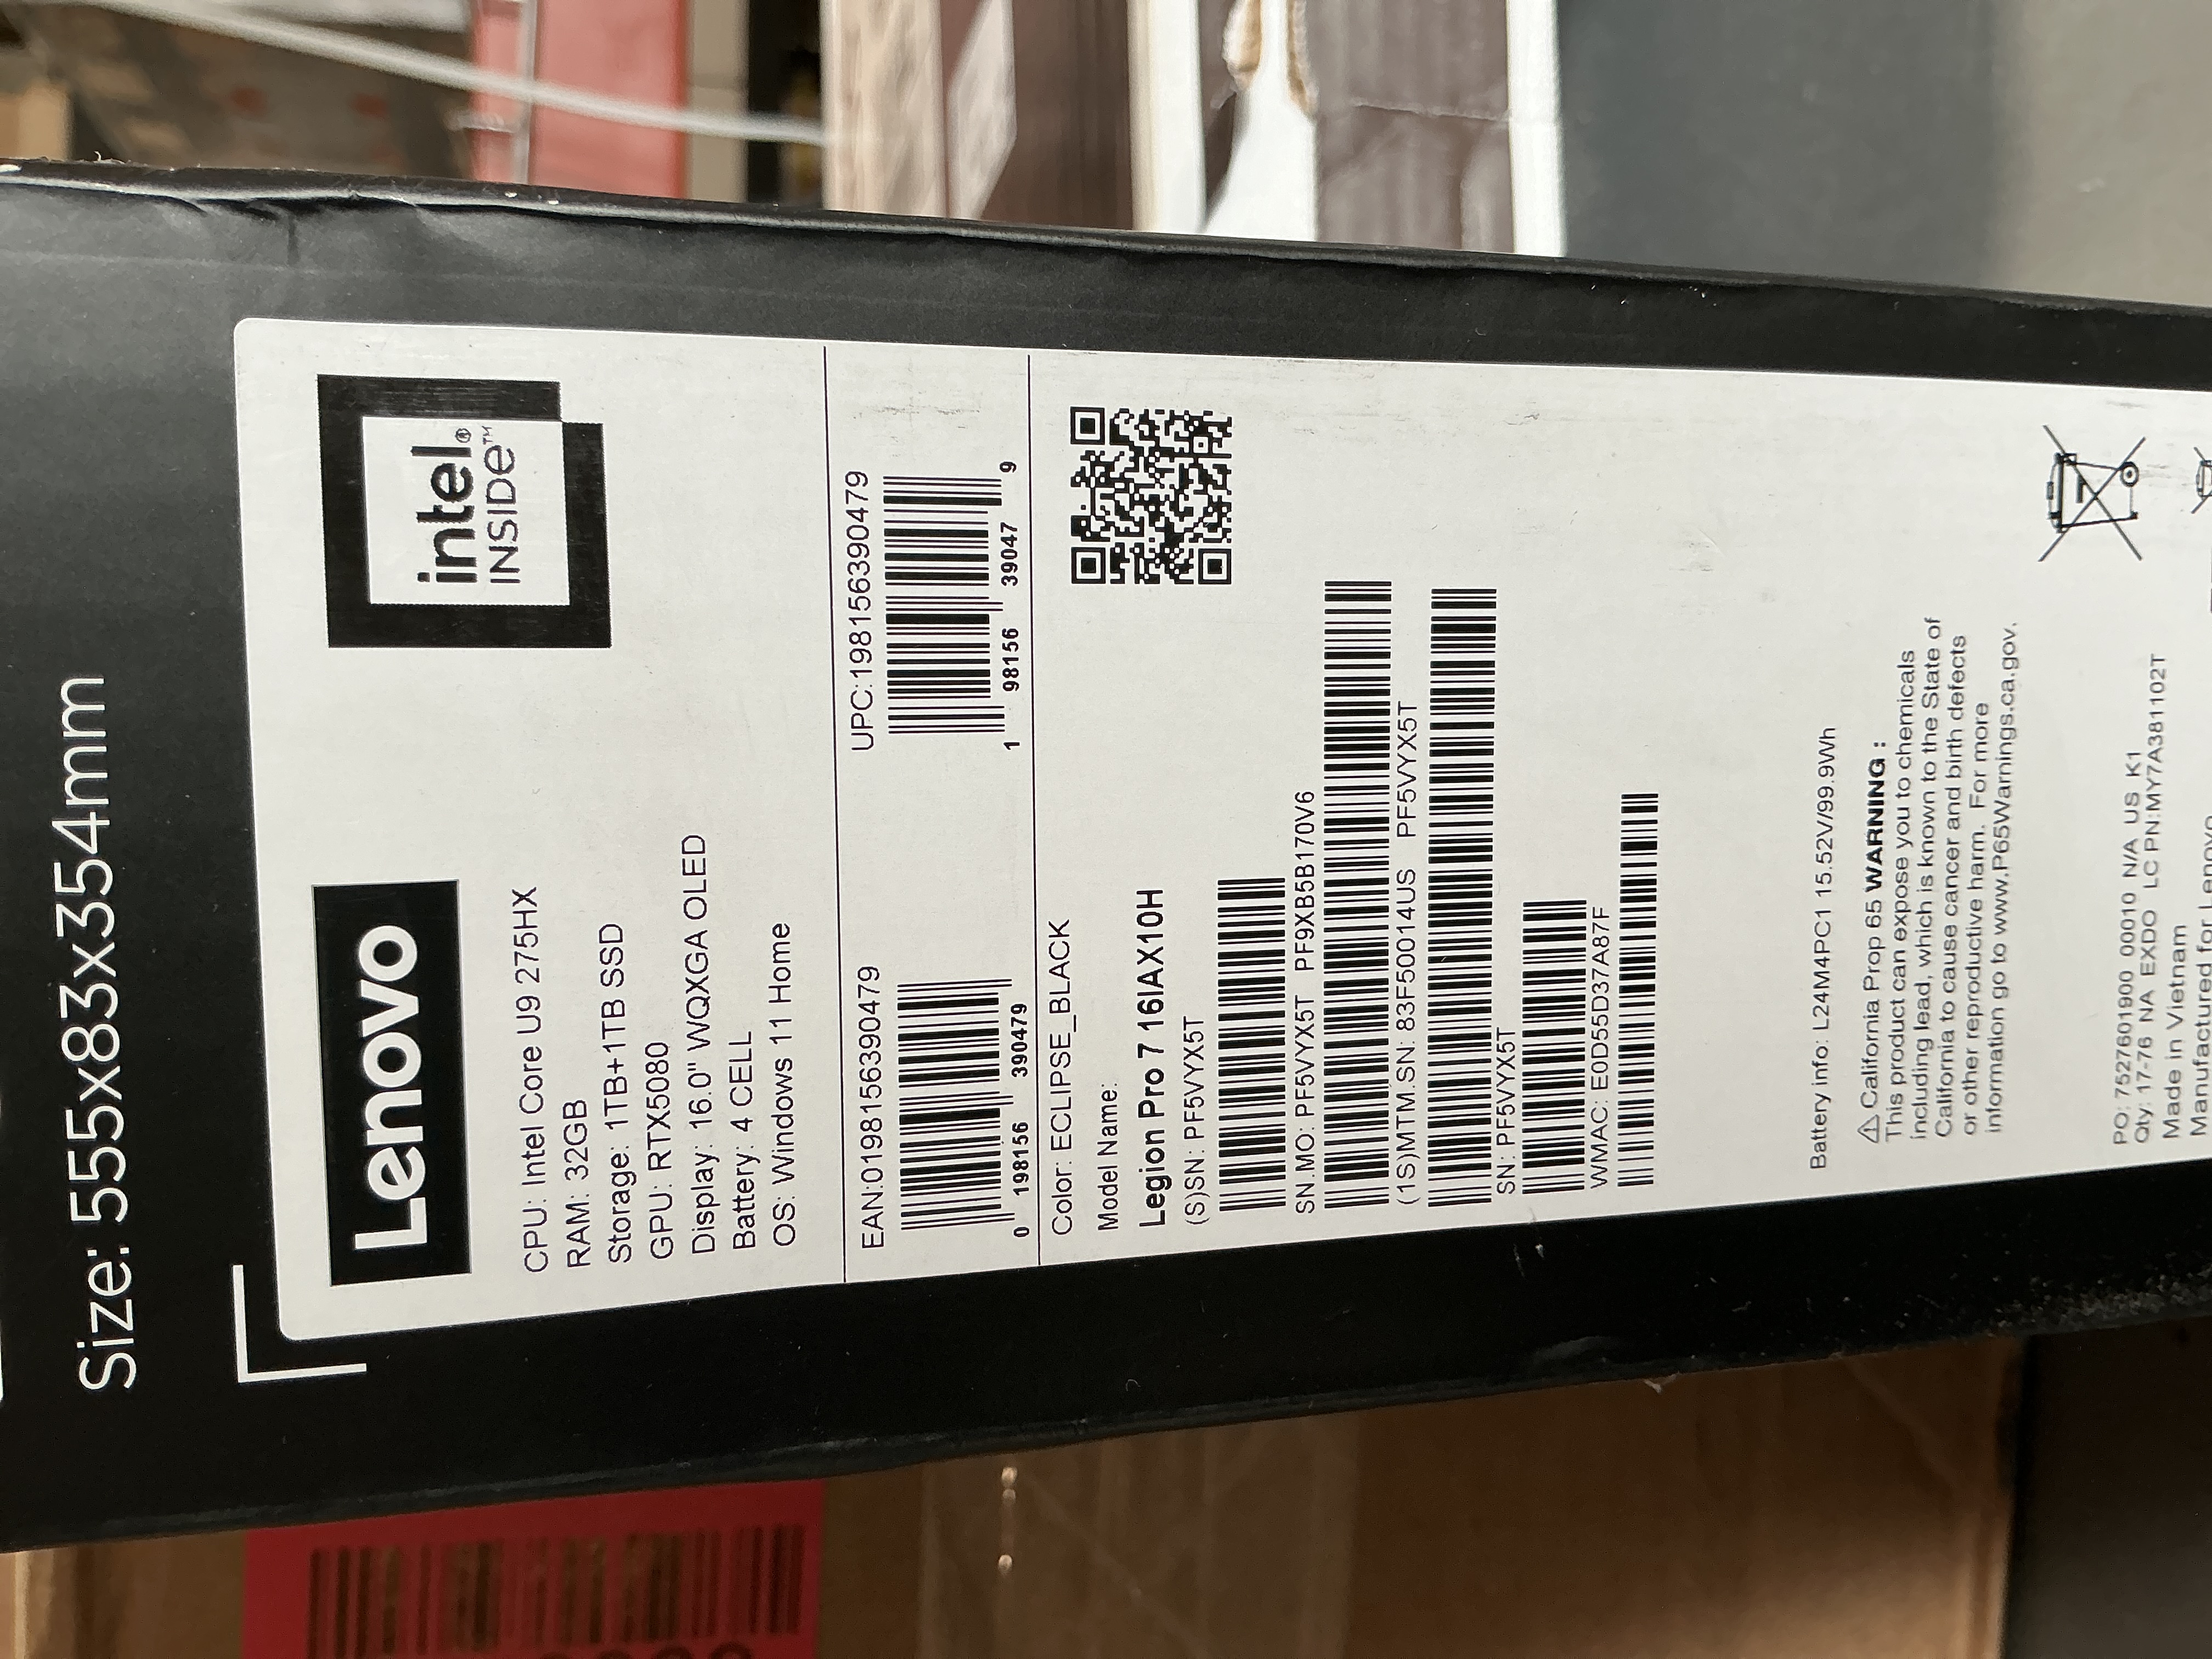 Size: 555x83x354mm
Lenovo
intel®
INSIDE™
CPU: Intel Core U9 275HX
RAM: 32GB
Storage: 1TB+1TB SSD
GPU: RTX5080
Display: 16.0" WQXGA OLED
Battery: 4 CELL
OS: Windows 11 Home
EAN:0198156390479
0 198156 390479
UPC:198156390479
1 98156 39047 9
Color: ECLIPSE_BLACK
Model Name:
Legion Pro 7 16IAX10H
(S)SN: PF5VYX5T
SN.MO: PF5VYX5T PF9XB5B170V6
(1S)MTM.SN: 83F50014US PF5VYX5T
SN: PF5VYX5T
WMAC: E0D55D37A87F
Battery info: L24M4PC1 15.52V/99.9Wh
⚠ California Prop 65 WARNING :
This product can expose you to chemicals
including lead, which is known to the State of
California to cause cancer and birth defects
or other reproductive harm. For more
information go to www.P65Warnings.ca.gov.
PO: 7527601900 00010 N/A US K1
Qty: 17-76 NA EXDO LC PN:MY7A381102T
Made in Vietnam
Manufactured for Lenovo